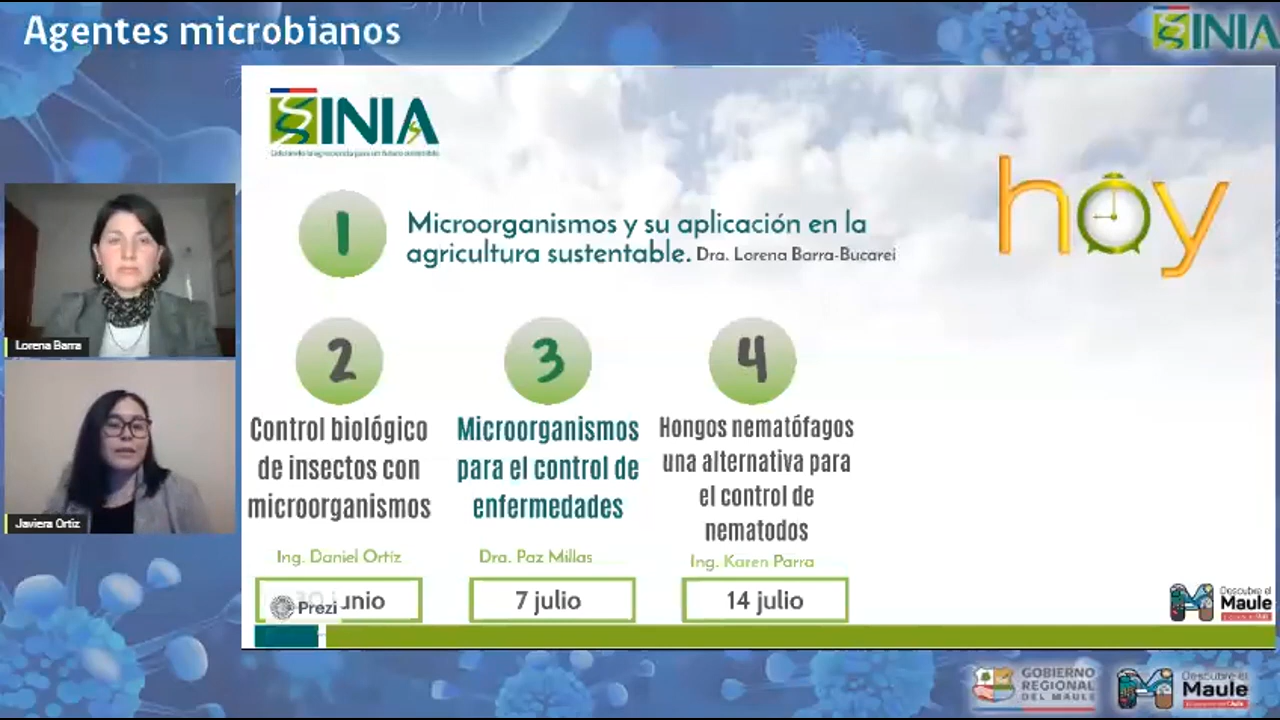 Agentes microbianos
INIA
INIA
hoy
1
Microorganismos y su aplicación en la
agricultura sustentable. Dra. Lorena Barra-Bucarei
Lorena Barra
Javiera Ortiz
2
Control biológico
de insectos con
microorganismos
Ing. Daniel Ortíz
3
Microorganismos
para el control de
enfermedades
Dra. Paz Millas
7 julio
4
Hongos nematófagos
una alternativa para
el control de
nematodos
Ing. Karen Parra
14 julio
Prezi
Descubre el
Maule
GOBIERNO
REGIONAL
DEL MAULE
Descubre el
Maule